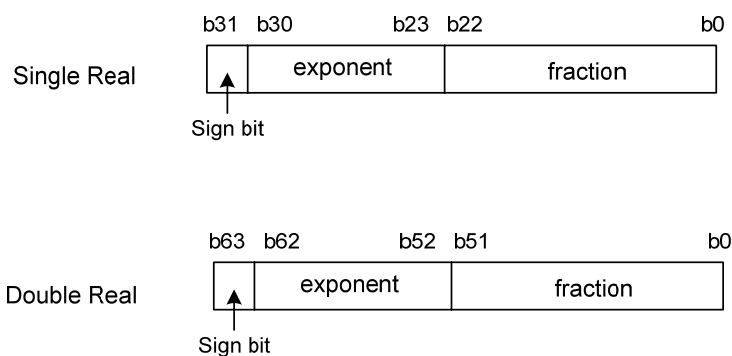 b31 b30 b23 b22 b0
Single Real exponent fraction
Sign bit
b63 b62 b52 b51 b0
Double Real exponent fraction
Sign bit